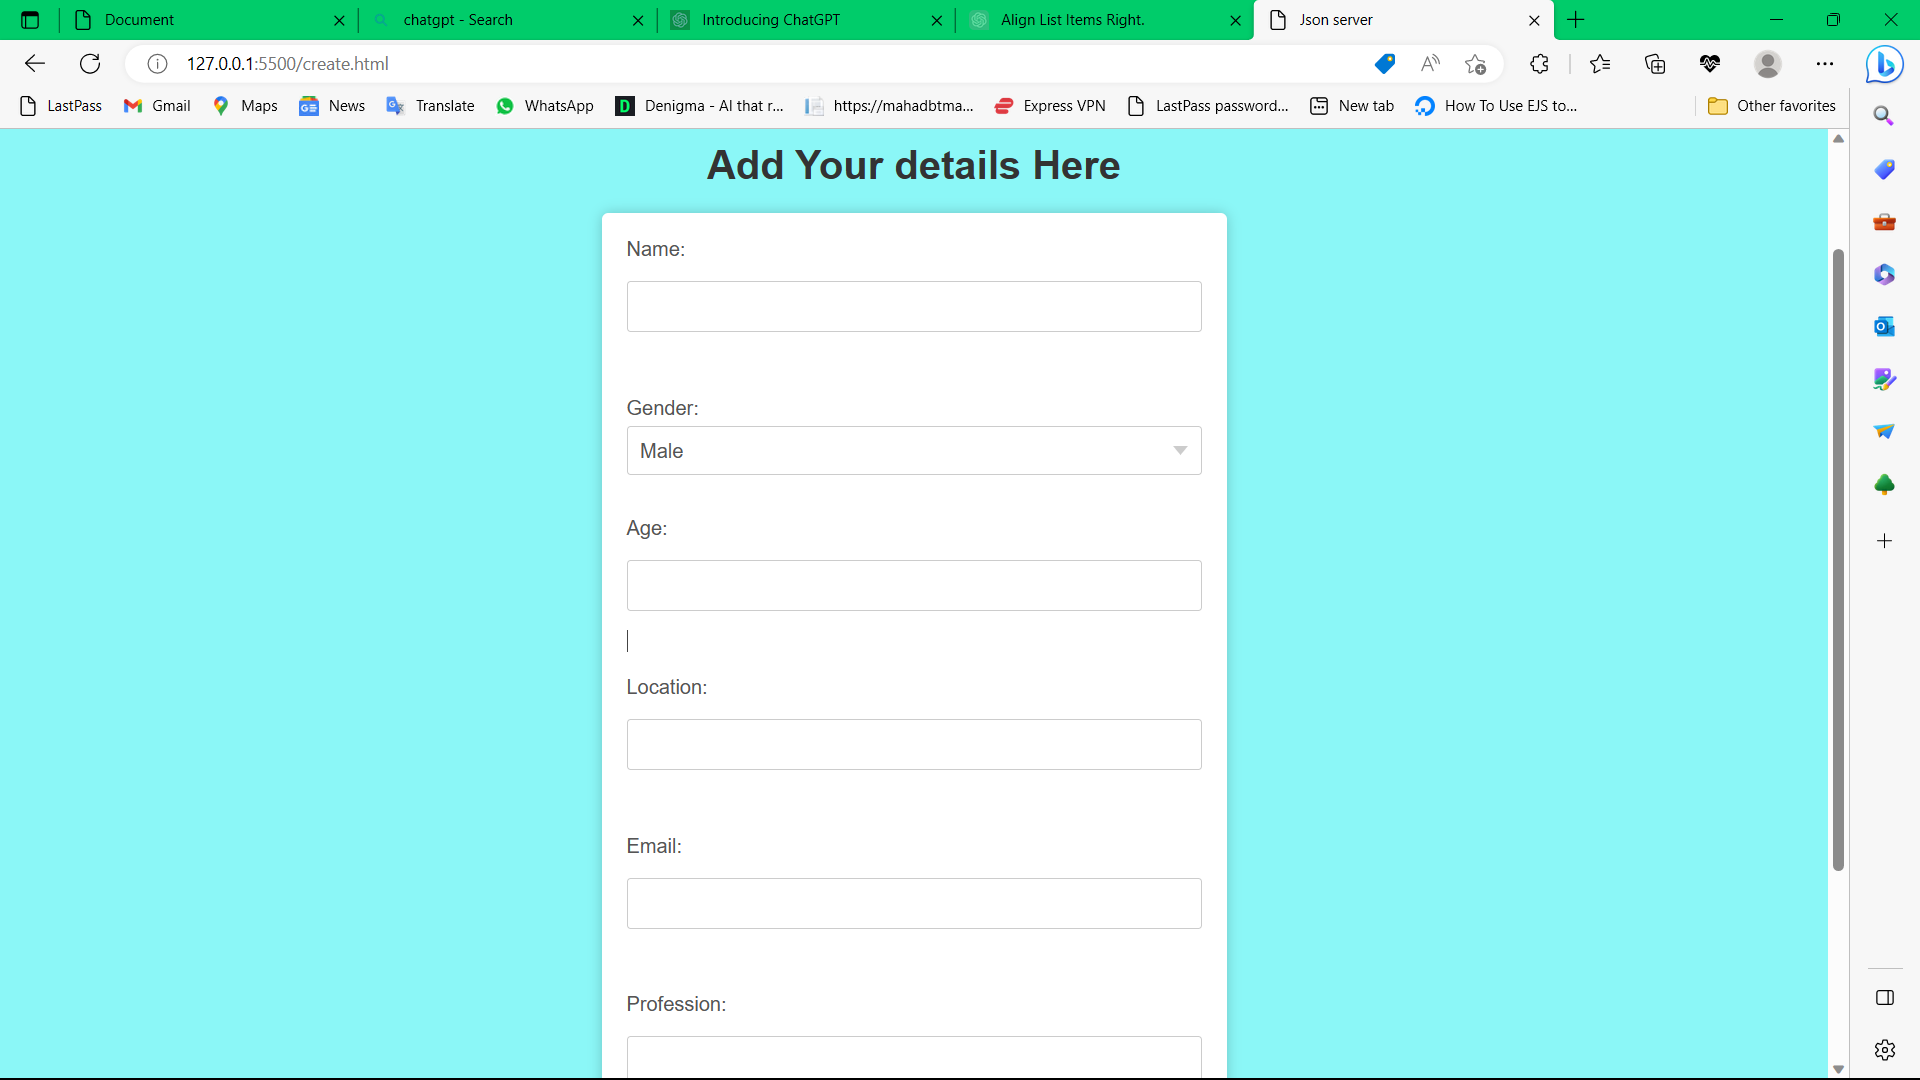 Document
chatgpt - Search
Introducing ChatGPT
Align List Items Right.
Json server
127.0.0.1:5500/create.html
LastPass
Gmail
Maps
News
Translate
WhatsApp
Denigma - AI that r...
https://mahadbtma...
Express VPN
LastPass password...
New tab
How To Use EJS to...
Other favorites
Add Your details Here
Name:
Gender:
Male
Age:
Location:
Email:
Profession: